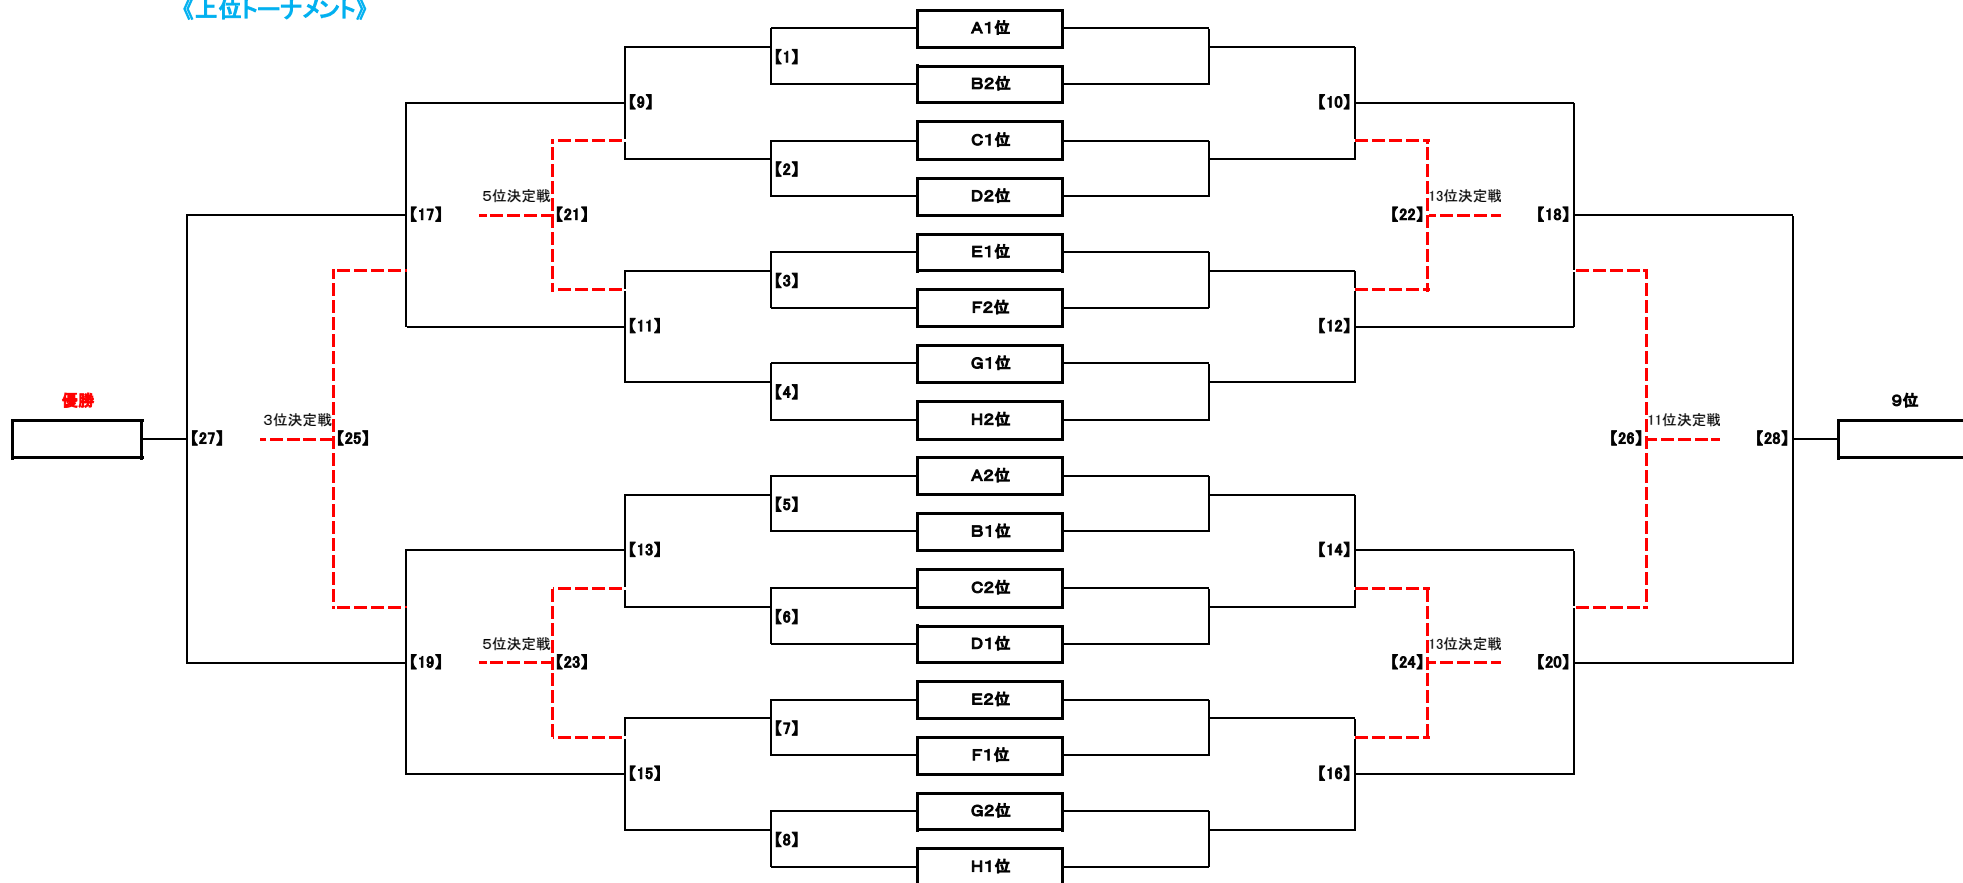 《上位トーナメント》
A1位
【1】
B2位
【9】
【10】
C1位
【2】
D2位
5位決定戦
13位決定戦
【17】
【21】
【22】
【18】
E1位
【3】
F2位
【11】
【12】
G1位
【4】
H2位
優勝
9位
3位決定戦
11位決定戦
【27】
【25】
【26】
【28】
A2位
【5】
B1位
【13】
【14】
C2位
【6】
D1位
5位決定戦
13位決定戦
【19】
【23】
【24】
【20】
E2位
【7】
F1位
【15】
【16】
G2位
【8】
H1位